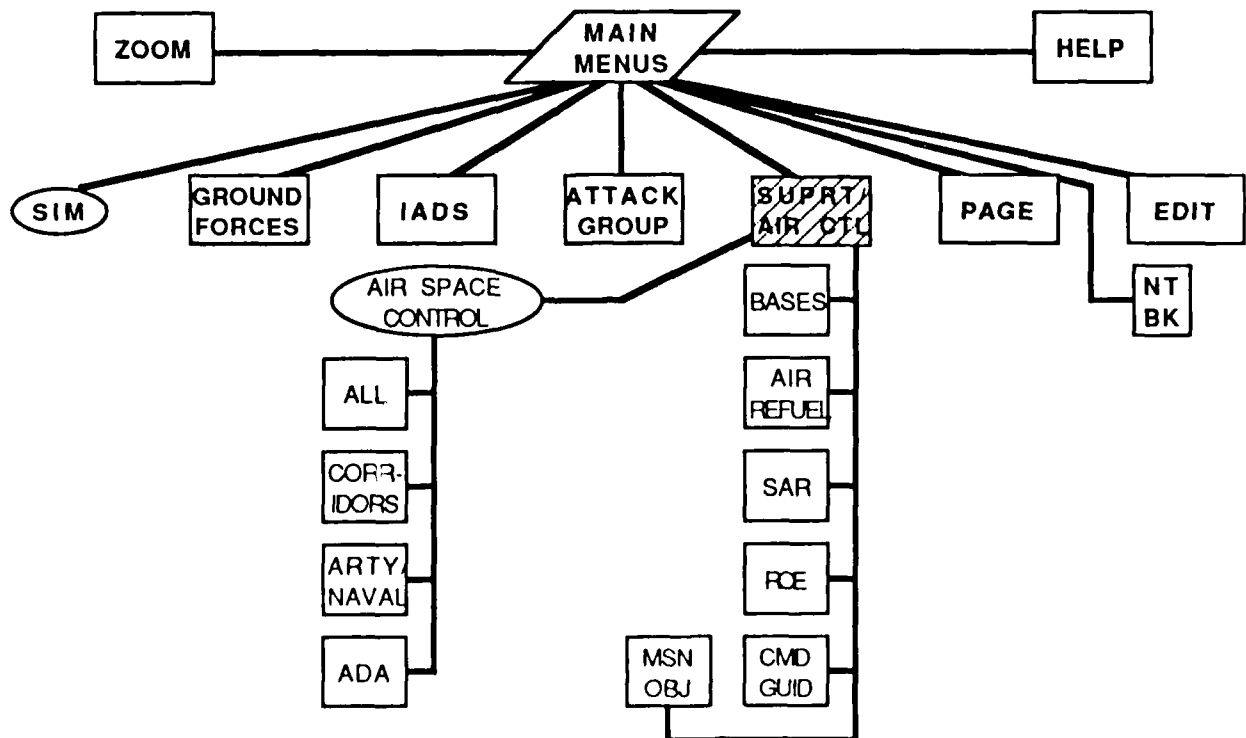 ZOOM
MAIN
MENUS
HELP
SIM
GROUND
FORCES
IADS
ATTACK
GROUP
SUPRT/
AIR CTL
PAGE
EDIT
NT
BK
AIR SPACE
CONTROL
ALL
CORR-
IDORS
ARTY/
NAVAL
ADA
BASES
AIR
REFUEL
SAR
ROE
CMD
GUID
MSN
OBJ